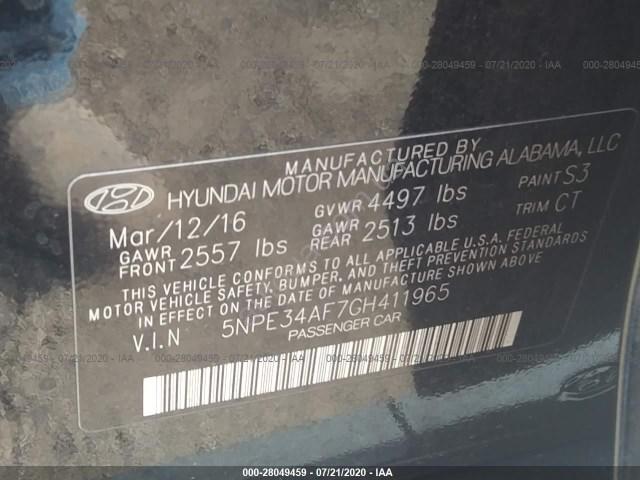 000-28049459 - 07/21/2020 - IAA
MANUFACTURED BY
HYUNDAI MOTOR MANUFACTURING ALABAMA, LLC
Mar/12/16 GVWR 4497 lbs PAINT S3
GAWR FRONT 2557 lbs GAWR REAR 2513 lbs TRIM CT
THIS VEHICLE CONFORMS TO ALL APPLICABLE U.S.A. FEDERAL
MOTOR VEHICLE SAFETY, BUMPER, AND THEFT PREVENTION STANDARDS
IN EFFECT ON THE DATE OF MANUFACTURE SHOWN ABOVE
V.I.N 5NPE34AF7GH411965
PASSENGER CAR
000-28049459 - 07/21/2020 - IAA